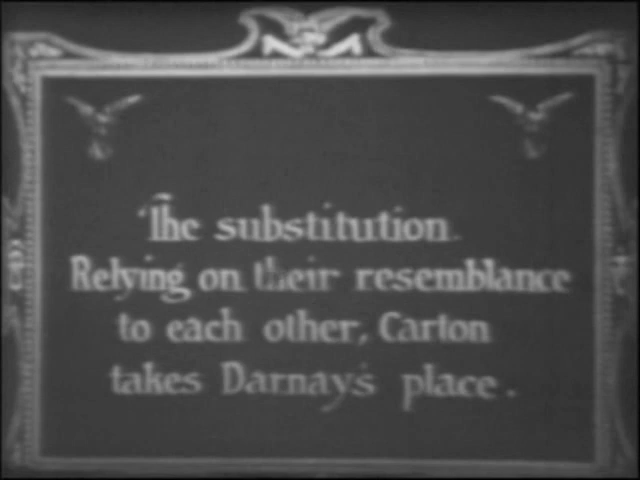 The substitution.
Relying on their resemblance
to each other, Carton
takes Darnay's place.